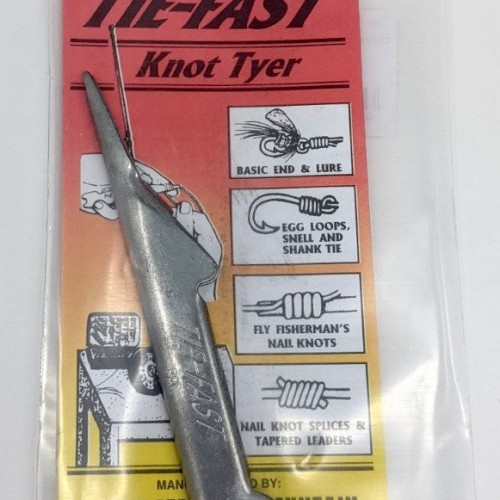 TIE-FAST
Knot Tyer
BASIC END & LURE
EGG LOOPS,
SNELL AND
SHANK TIE
FLY FISHERMAN'S
NAIL KNOTS
NAIL KNOT SPLICES &
TAPERED LEADERS
TIE-FAST
BY: